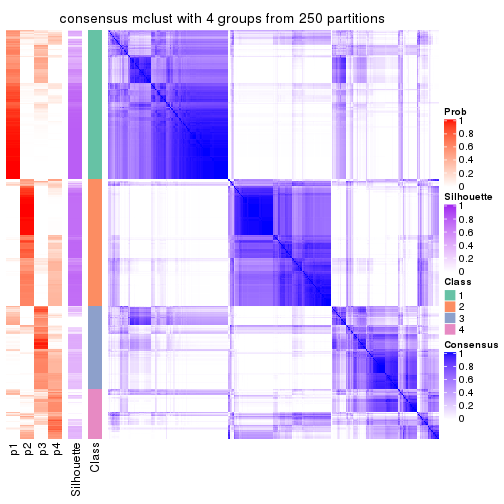 consensus mclust with 4 groups from 250 partitions
Prob
1
0.8
0.6
0.4
0.2
0
Silhouette
1
0.8
0.6
0.4
0.2
0
Class
1
2
3
4
Consensus
1
0.8
0.6
0.4
0.2
0
p1
p2
p3
p4
Silhouette
Class